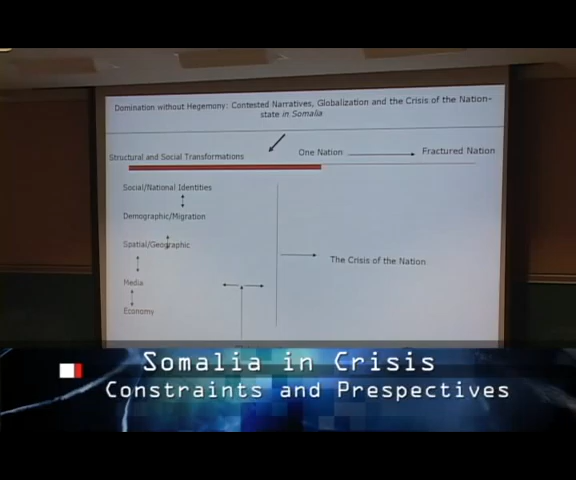 Domination without Hegemony: Contested Narratives, Globalization and the Crisis of the Nation-
state in Somalia
One Nation
Fractured Nation
Structural and Social Transformations
Social/National Identities
Demographic/Migration
Spatial/Geographic
The Crisis of the Nation
Media
Economy
Somalia in Crisis
Constraints and Prespectives